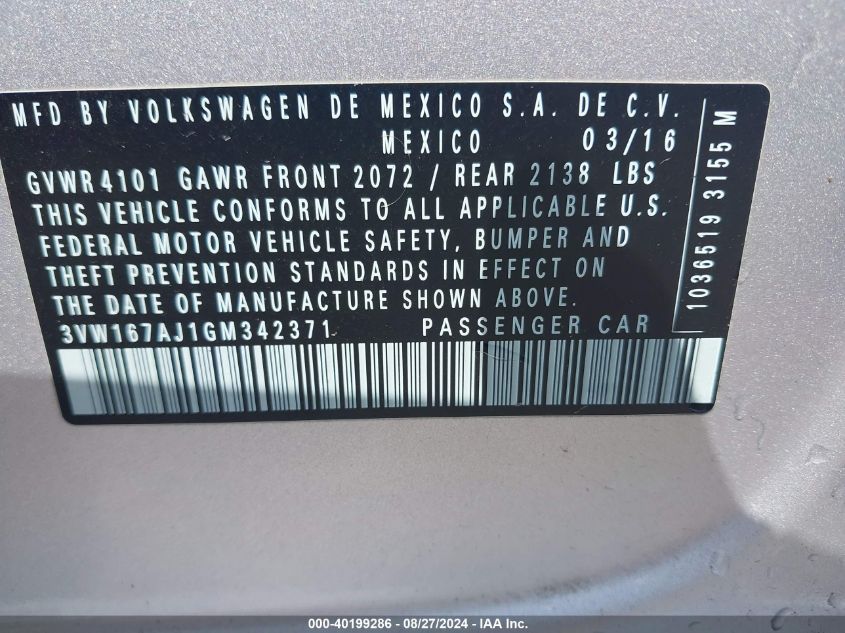 MFD BY VOLKSWAGEN DE MEXICO S.A. DE C.V.
MEXICO 03/16
GVWR 4101 GAWR FRONT 2072 / REAR 2138 LBS
THIS VEHICLE CONFORMS TO ALL APPLICABLE U.S.
FEDERAL MOTOR VEHICLE SAFETY, BUMPER AND
THEFT PREVENTION STANDARDS IN EFFECT ON
THE DATE OF MANUFACTURE SHOWN ABOVE.
3VW167AJ1GM342371 PASSENGER CAR
1036519 3155 M
000-40199286 - 08/27/2024 - IAA Inc.